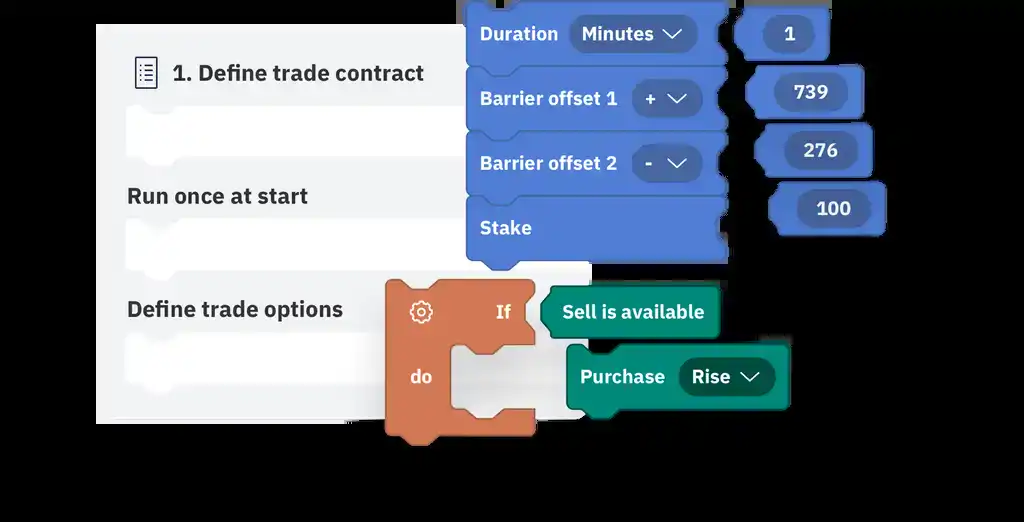 Duration Minutes 1
1. Define trade contract
Barrier offset 1 + 739
Barrier offset 2 - 276
Run once at start
Stake 100
Define trade options
If Sell is available
do Purchase Rise